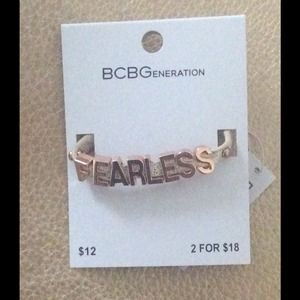 BCBGENERATION
FEARLESS
$12 2 FOR $18